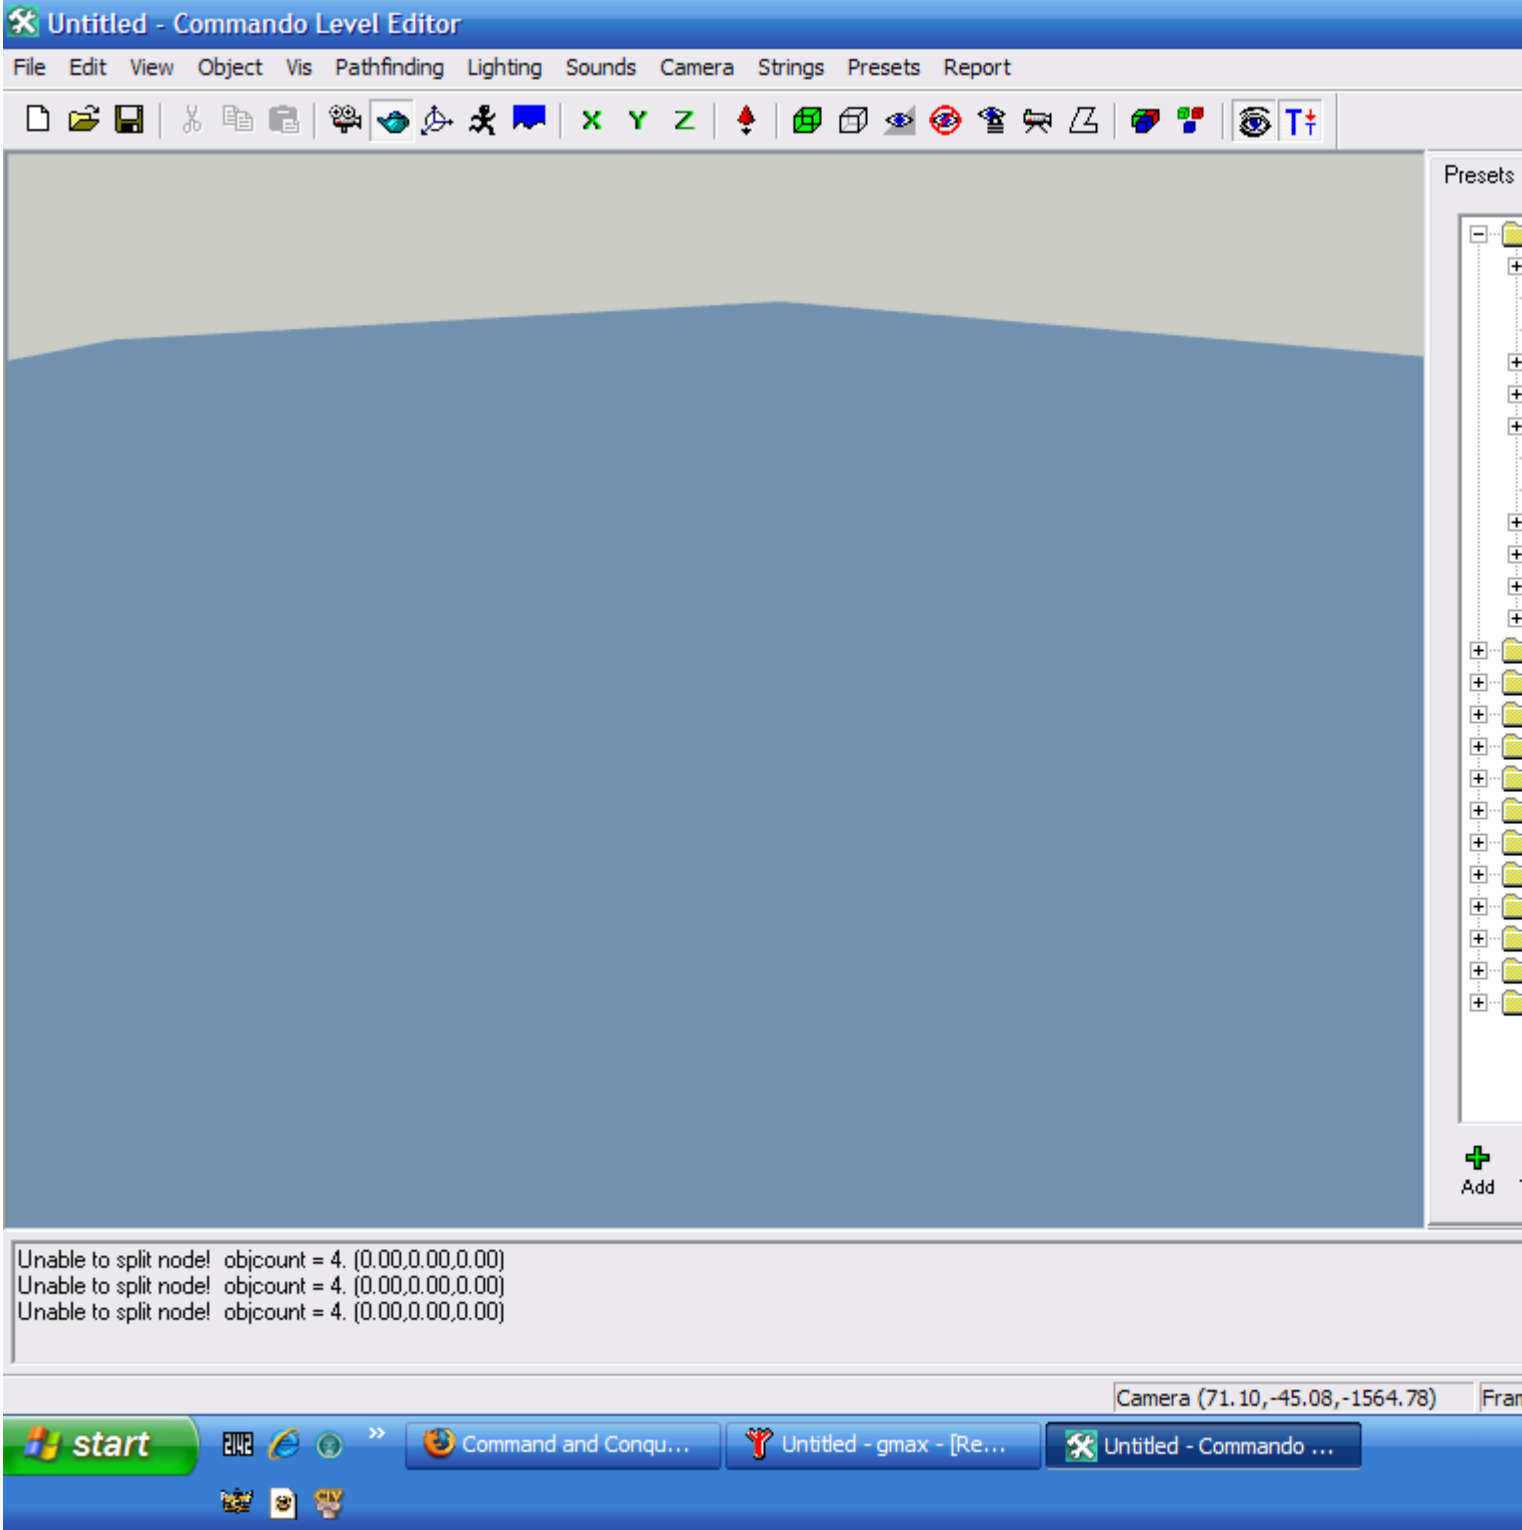 Untitled - Commando Level Editor
File Edit View Object Vis Pathfinding Lighting Sounds Camera Strings Presets Report
X Y Z T
Presets
Add
Unable to split node! objcount = 4. (0.00,0.00,0.00)
Unable to split node! objcount = 4. (0.00,0.00,0.00)
Unable to split node! objcount = 4. (0.00,0.00,0.00)
Camera (71.10,-45.08,-1564.78) Fram
start 2142 Command and Conqu... Untitled - gmax - [Re... Untitled - Commando ...
CIV